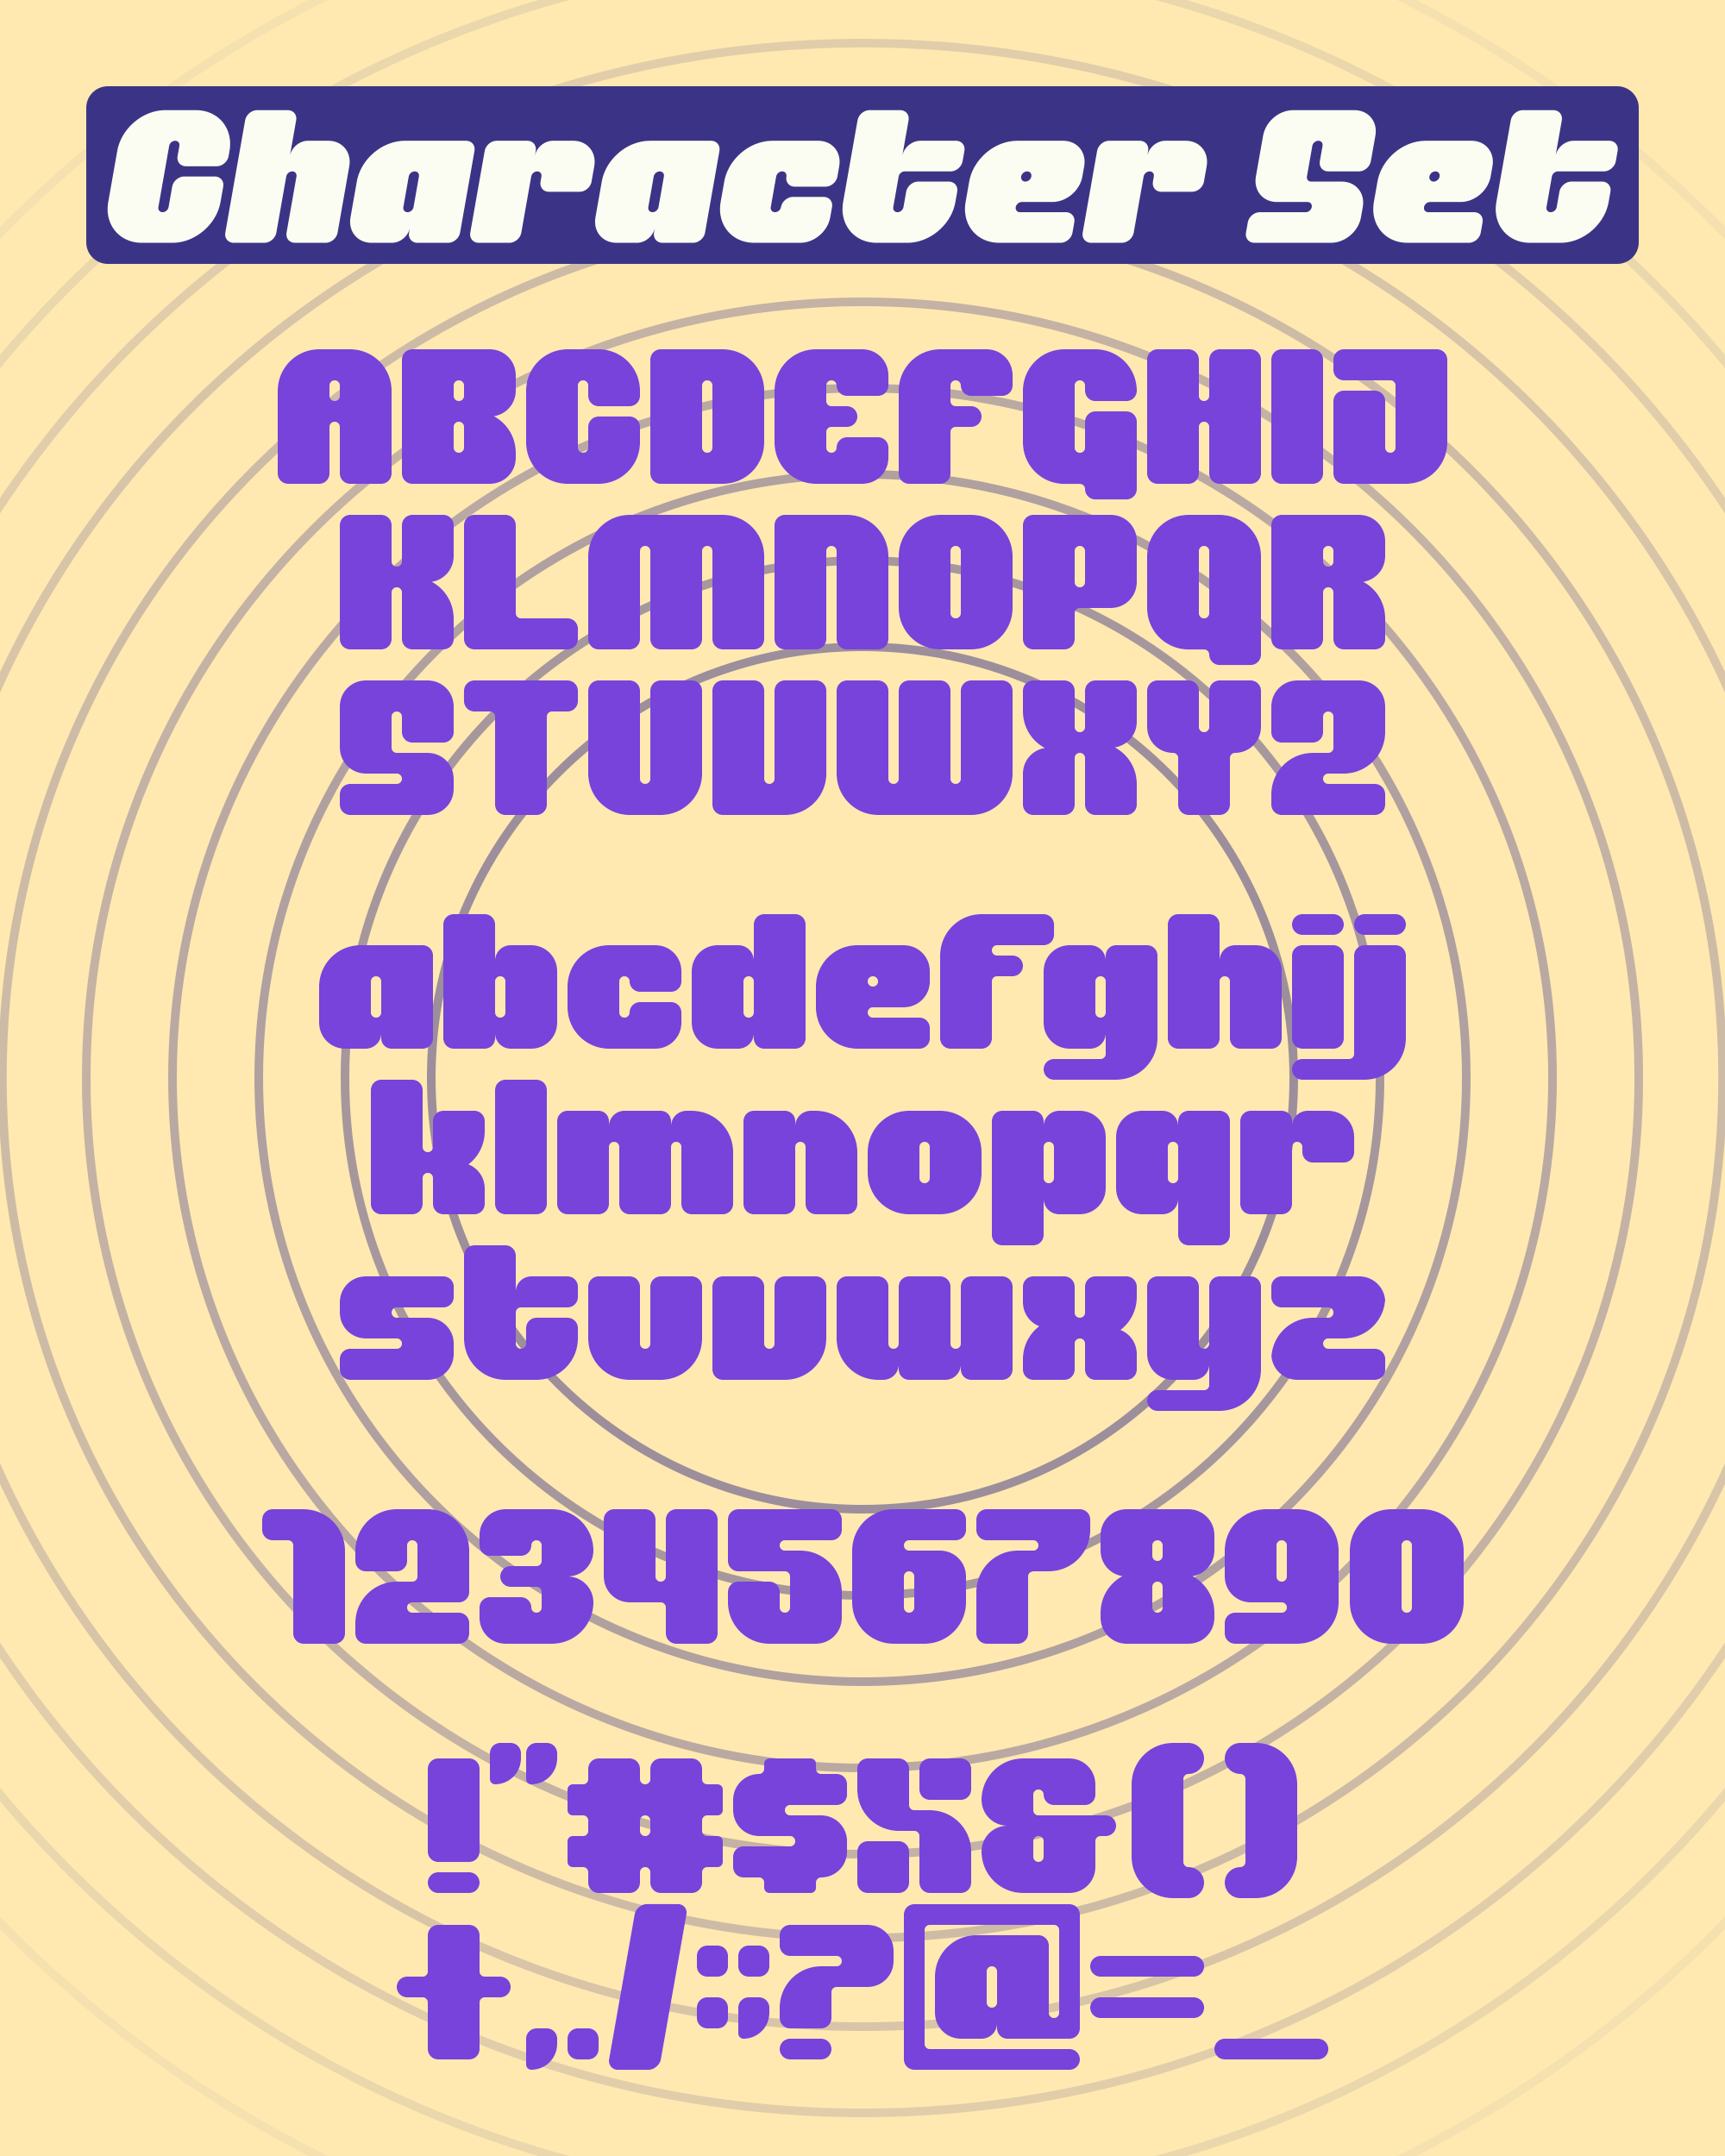 Character Set
ABCDEFGHIJ
KLMNOPQR
STUVWXYZ
abcdefghij
klmnopqr
stuvwxyz
1234567890
!"#$%&()
+,./:;?@=_